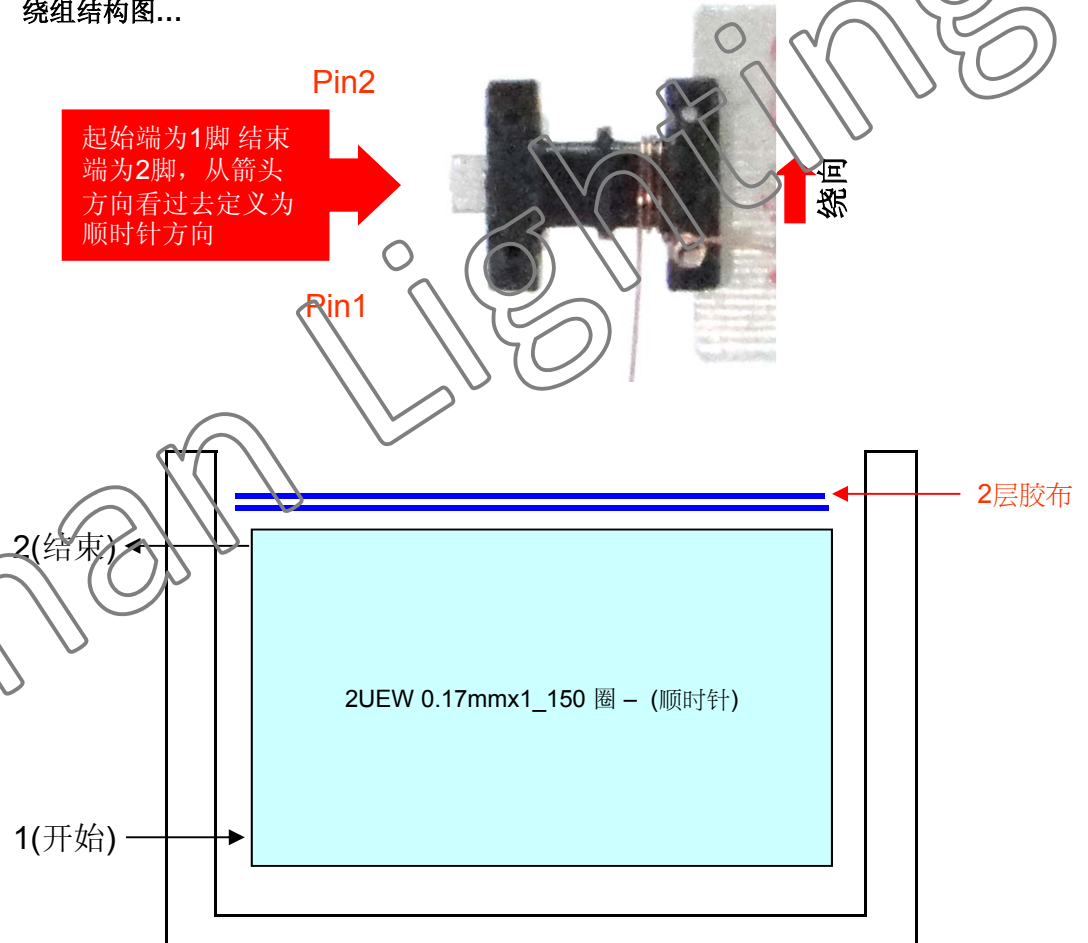 绕组结构图...
Pin2
起始端为1脚 结束
端为2脚，从箭头
方向看过去定义为
顺时针方向
绕向
Pin1
2层胶布
2(结束)
2UEW 0.17mmx1_150 圈 – (顺时针)
1(开始)
man Lighting